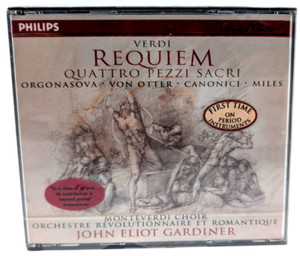 PHILIPS
VERDI
REQUIEM
QUATTRO PEZZI SACRI
ORGONASOVA · VON OTTER · CANONICI · MILES
FIRST TIME
ON
PERIOD
INSTRUMENTS
MONTEVERDI CHOIR
ORCHESTRE RÉVOLUTIONNAIRE ET ROMANTIQUE
JOHN ELIOT GARDINER